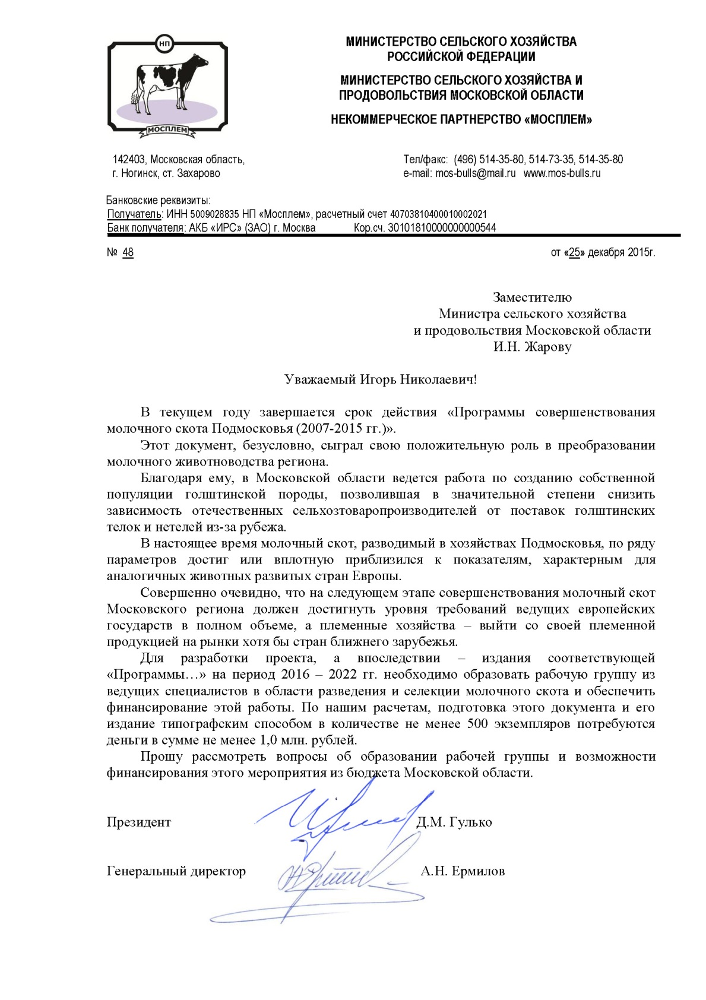 НП
МОСПЛЕМ
МИНИСТЕРСТВО СЕЛЬСКОГО ХОЗЯЙСТВА
РОССИЙСКОЙ ФЕДЕРАЦИИ
МИНИСТЕРСТВО СЕЛЬСКОГО ХОЗЯЙСТВА И
ПРОДОВОЛЬСТВИЯ МОСКОВСКОЙ ОБЛАСТИ
НЕКОММЕРЧЕСКОЕ ПАРТНЕРСТВО «МОСПЛЕМ»
142403, Московская область,
г. Ногинск, ст. Захарово
Тел/факс: (496) 514-35-80, 514-73-35, 514-35-80
e-mail: mos-bulls@mail.ru www.mos-bulls.ru
Банковские реквизиты:
Получатель: ИНН 5009028835 НП «Мосплем», расчетный счет 40703810400010002021
Банк получателя: АКБ «ИРС» (ЗАО) г. Москва Кор.сч. 30101810000000000544
№ 48 от «25» декабря 2015г.
Заместителю
Министра сельского хозяйства
и продовольствия Московской области
И.Н. Жарову
Уважаемый Игорь Николаевич!
В текущем году завершается срок действия «Программы совершенствования
молочного скота Подмосковья (2007-2015 гг.)».
Этот документ, безусловно, сыграл свою положительную роль в преобразовании
молочного животноводства региона.
Благодаря ему, в Московской области ведется работа по созданию собственной
популяции голштинской породы, позволившая в значительной степени снизить
зависимость отечественных сельхозтоваропроизводителей от поставок голштинских
телок и нетелей из-за рубежа.
В настоящее время молочный скот, разводимый в хозяйствах Подмосковья, по ряду
параметров достиг или вплотную приблизился к показателям, характерным для
аналогичных животных развитых стран Европы.
Совершенно очевидно, что на следующем этапе совершенствования молочный скот
Московского региона должен достигнуть уровня требований ведущих европейских
государств в полном объеме, а племенные хозяйства – выйти со своей племенной
продукцией на рынки хотя бы стран ближнего зарубежья.
Для разработки проекта, а впоследствии – издания соответствующей
«Программы…» на период 2016 – 2022 гг. необходимо образовать рабочую группу из
ведущих специалистов в области разведения и селекции молочного скота и обеспечить
финансирование этой работы. По нашим расчетам, подготовка этого документа и его
издание типографским способом в количестве не менее 500 экземпляров потребуются
деньги в сумме не менее 1,0 млн. рублей.
Прошу рассмотреть вопросы об образовании рабочей группы и возможности
финансирования этого мероприятия из бюджета Московской области.
Президент Д.М. Гулько
Генеральный директор А.Н. Ермилов